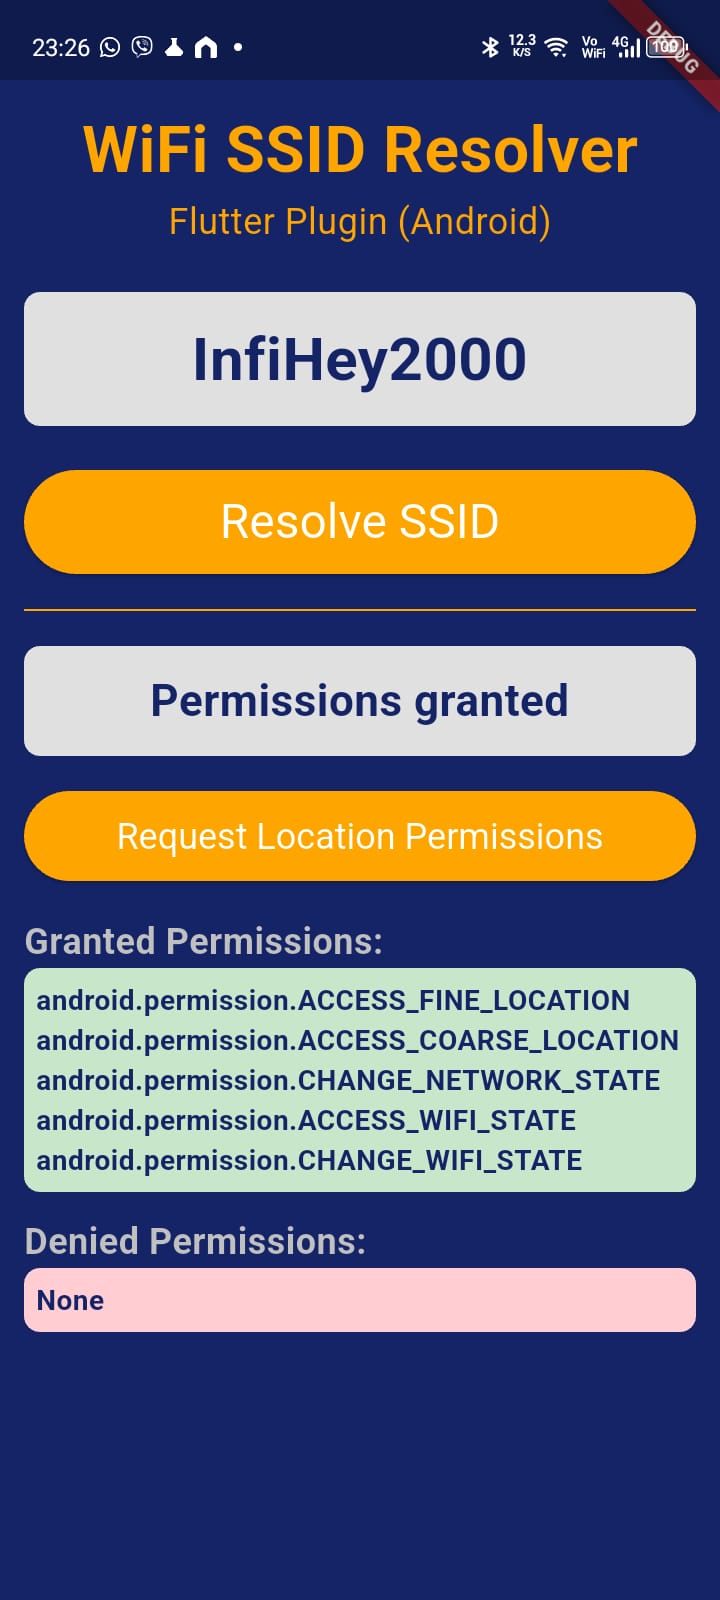 23:26
12.3
K/S
Vo
WiFi
4G
100
DEBUG
WiFi SSID Resolver
Flutter Plugin (Android)
InfiHey2000
Resolve SSID
Permissions granted
Request Location Permissions
Granted Permissions:
android.permission.ACCESS_FINE_LOCATION
android.permission.ACCESS_COARSE_LOCATION
android.permission.CHANGE_NETWORK_STATE
android.permission.ACCESS_WIFI_STATE
android.permission.CHANGE_WIFI_STATE
Denied Permissions:
None